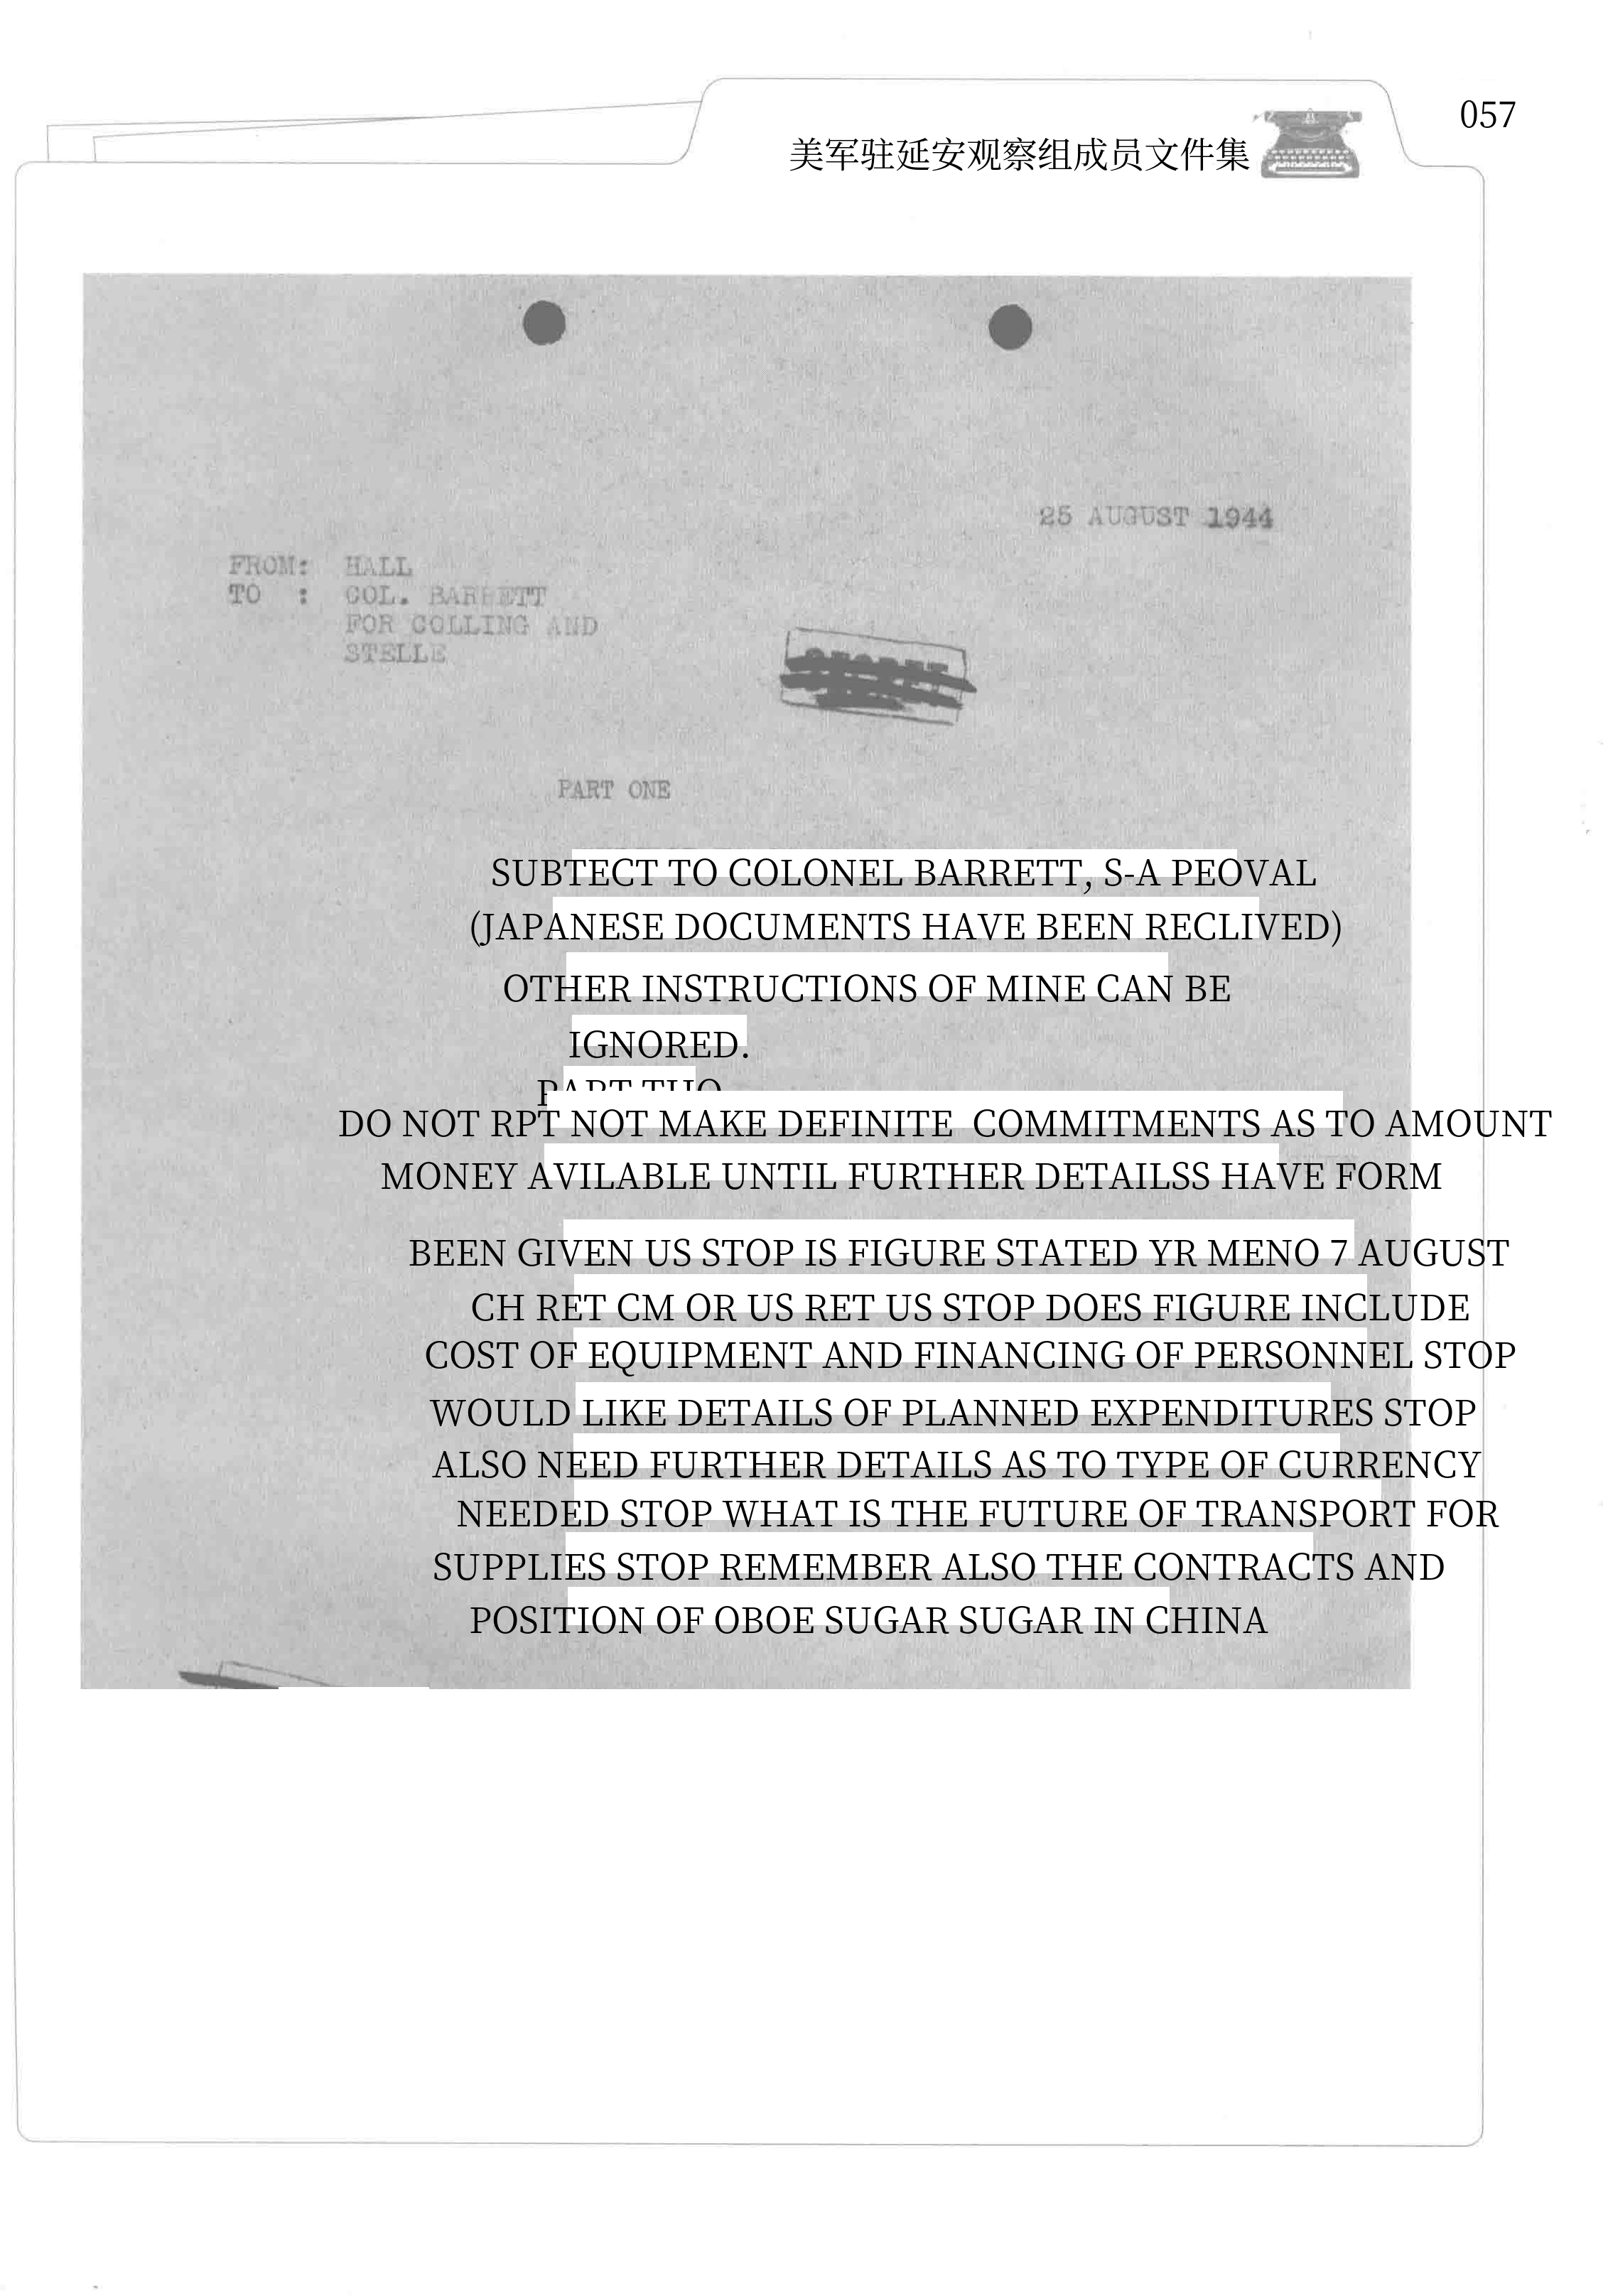 057
美军驻延安观察组成员文件集
25 AUGUST 1944
FROM: HALL
TO : COL. BARRETT
FOR COLLING AND
STELLE
PART ONE
SUBTECT TO COLONEL BARRETT, S-A PEOVAL
(JAPANESE DOCUMENTS HAVE BEEN RECLIVED)
OTHER INSTRUCTIONS OF MINE CAN BE
IGNORED.
PART
DO NOT RPT NOT MAKE DEFINITE COMMITMENTS AS TO AMOUNT
MONEY AVILABLE UNTIL FURTHER DETAILSS HAVE FORM
BEEN GIVEN US STOP IS FIGURE STATED YR MENO 7 AUGUST
CH RET CM OR US RET US STOP DOES FIGURE INCLUDE
COST OF EQUIPMENT AND FINANCING OF PERSONNEL STOP
WOULD LIKE DETAILS OF PLANNED EXPENDITURES STOP
ALSO NEED FURTHER DETAILS AS TO TYPE OF CURRENCY
NEEDED STOP WHAT IS THE FUTURE OF TRANSPORT FOR
SUPPLIES STOP REMEMBER ALSO THE CONTRACTS AND
POSITION OF OBOE SUGAR SUGAR IN CHINA